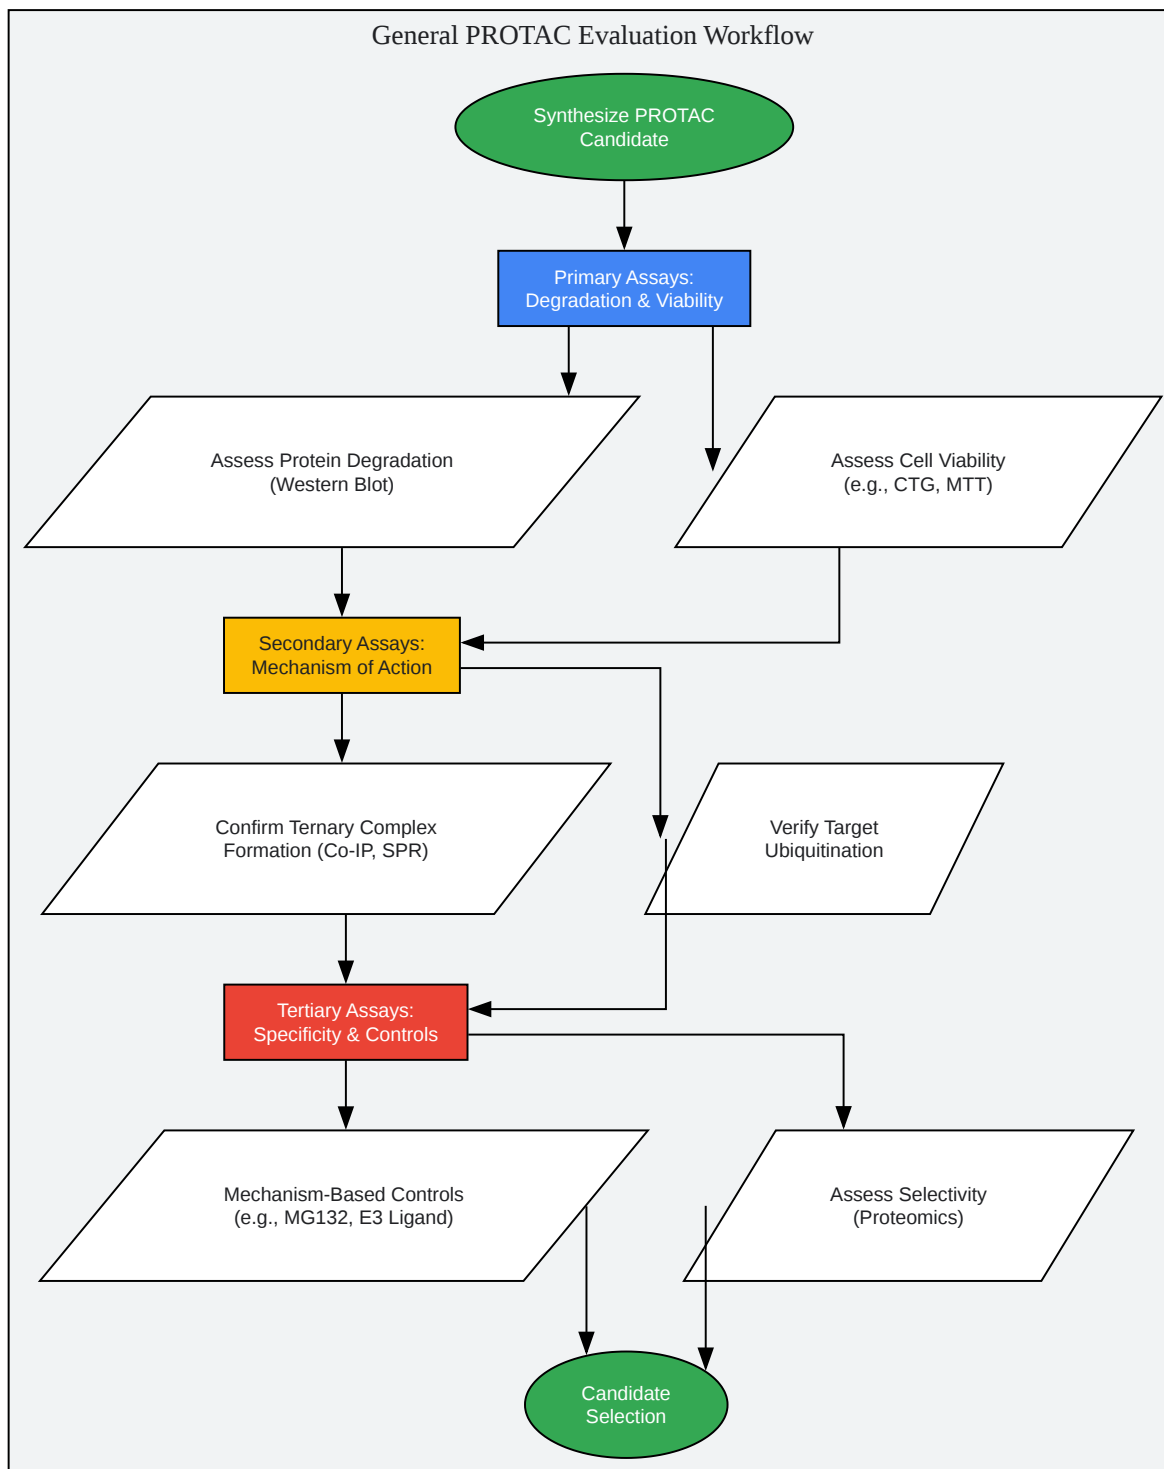 General PROTAC Evaluation Workflow
Synthesize PROTAC
Candidate
Primary Assays:
Degradation & Viability
Assess Protein Degradation
(Western Blot)
Assess Cell Viability
(e.g., CTG, MTT)
Secondary Assays:
Mechanism of Action
Confirm Ternary Complex
Formation (Co-IP, SPR)
Verify Target
Ubiquitination
Tertiary Assays:
Specificity & Controls
Mechanism-Based Controls
(e.g., MG132, E3 Ligand)
Assess Selectivity
(Proteomics)
Candidate
Selection